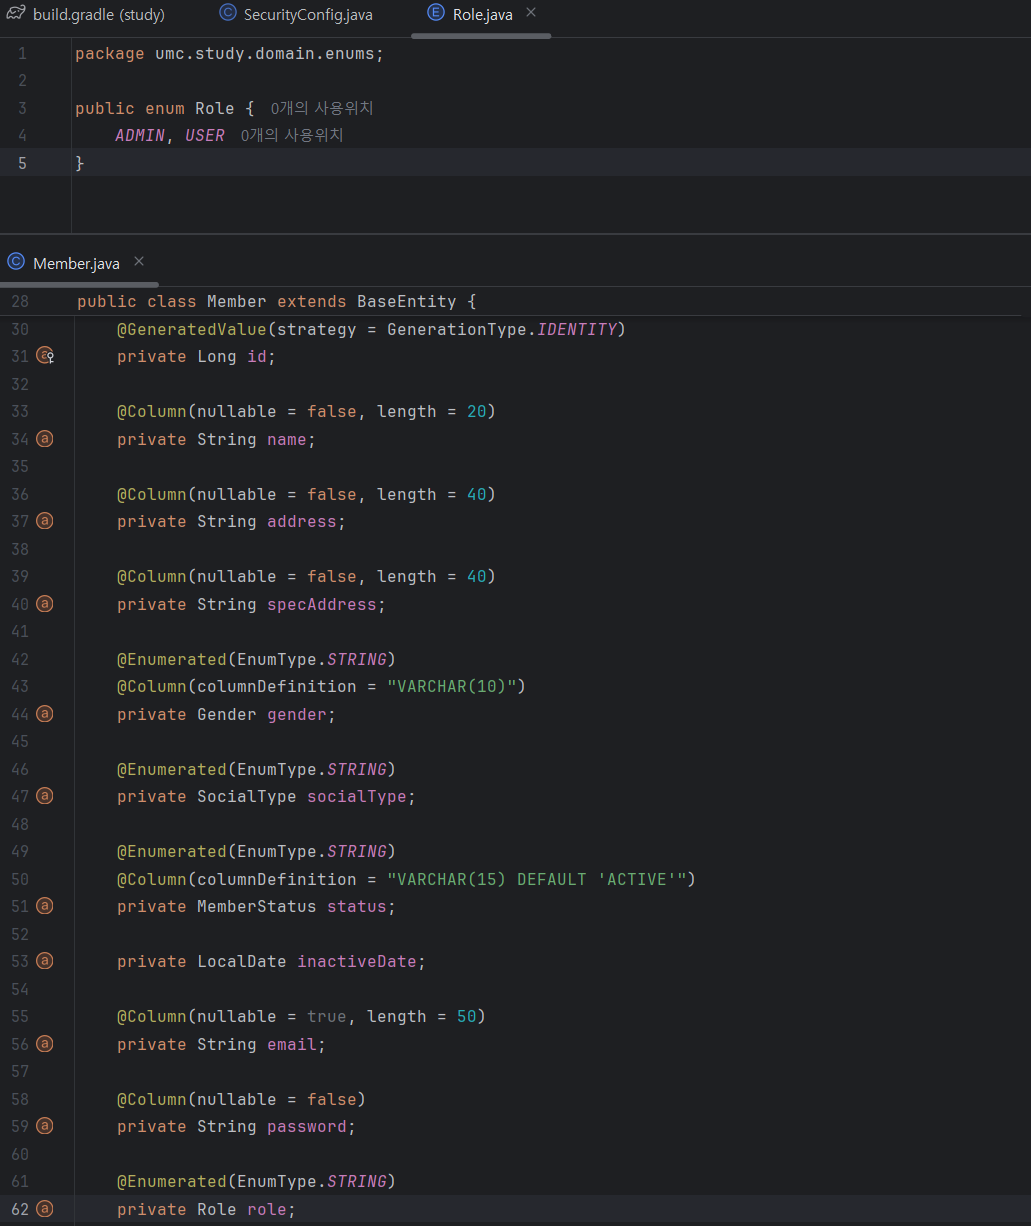 build.gradle (study) SecurityConfig.java Role.java
1 package umc.study.domain.enums;
2
3 public enum Role { 0개의 사용위치
4 ADMIN, USER 0개의 사용위치
5 }
Member.java
28 public class Member extends BaseEntity {
30 @GeneratedValue(strategy = GenerationType.IDENTITY)
31 private Long id;
32
33 @Column(nullable = false, length = 20)
34 private String name;
35
36 @Column(nullable = false, length = 40)
37 private String address;
38
39 @Column(nullable = false, length = 40)
40 private String specAddress;
41
42 @Enumerated(EnumType.STRING)
43 @Column(columnDefinition = "VARCHAR(10)")
44 private Gender gender;
45
46 @Enumerated(EnumType.STRING)
47 private SocialType socialType;
48
49 @Enumerated(EnumType.STRING)
50 @Column(columnDefinition = "VARCHAR(15) DEFAULT 'ACTIVE'")
51 private MemberStatus status;
52
53 private LocalDate inactiveDate;
54
55 @Column(nullable = true, length = 50)
56 private String email;
57
58 @Column(nullable = false)
59 private String password;
60
61 @Enumerated(EnumType.STRING)
62 private Role role;